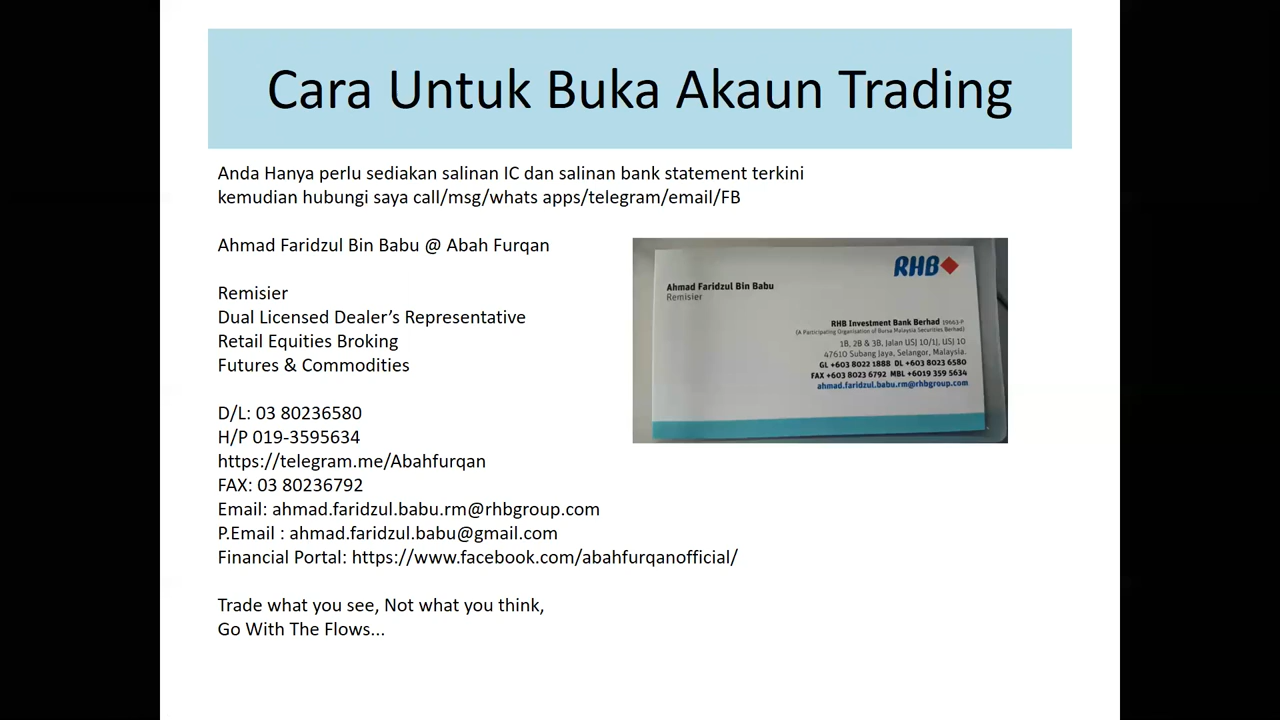 Cara Untuk Buka Akaun Trading
Anda Hanya perlu sediakan salinan IC dan salinan bank statement terkini
kemudian hubungi saya call/msg/whats apps/telegram/email/FB
Ahmad Faridzul Bin Babu @ Abah Furqan
Remisier
Dual Licensed Dealer’s Representative
Retail Equities Broking
Futures & Commodities
D/L: 03 80236580
H/P 019-3595634
https://telegram.me/Abahfurqan
FAX: 03 80236792
Email: ahmad.faridzul.babu.rm@rhbgroup.com
P.Email : ahmad.faridzul.babu@gmail.com
Financial Portal: https://www.facebook.com/abahfurqanofficial/
Trade what you see, Not what you think,
Go With The Flows...
RHB
Ahmad Faridzul Bin Babu
Remisier
RHB Investment Bank Berhad 19663-P
(A Participating Organisation of Bursa Malaysia Securities Berhad)
1B, 2B & 3B, Jalan USJ 10/1J, USJ 10
47610 Subang Jaya, Selangor, Malaysia.
GL +603 8022 1888 DL +603 8023 6580
FAX +603 8023 6792 MBL +6019 359 5634
ahmad.faridzul.babu.rm@rhbgroup.com